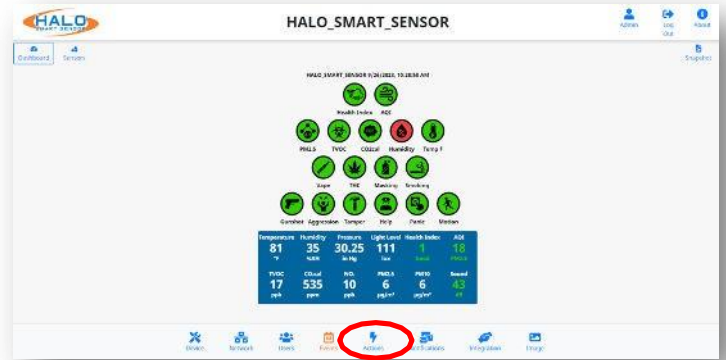 HALO
SMART SENSOR
HALO_SMART_SENSOR
Admin
Log Out
About
Dashboard
Sensors
Snapshot
HALO_SMART_SENSOR 9/26/2023, 10:28:58 AM
Health Index AQI
PM2.5 TVOC CO2cal Humidity Temp F
Vape THC Masking Smoking
Gunshot Aggression Tamper Help Panic Motion
Temperature Humidity Pressure Light Level Health Index AQI
81 35 30.25 111 1 18
°F %RH in Hg lux Good PM2.5
TVOC CO2cal NO₂ PM2.5 PM10 Sound
17 535 10 6 6 43
ppb ppm ppb µg/m³ µg/m³
Device Network Users Events Actions Notifications Integration Image